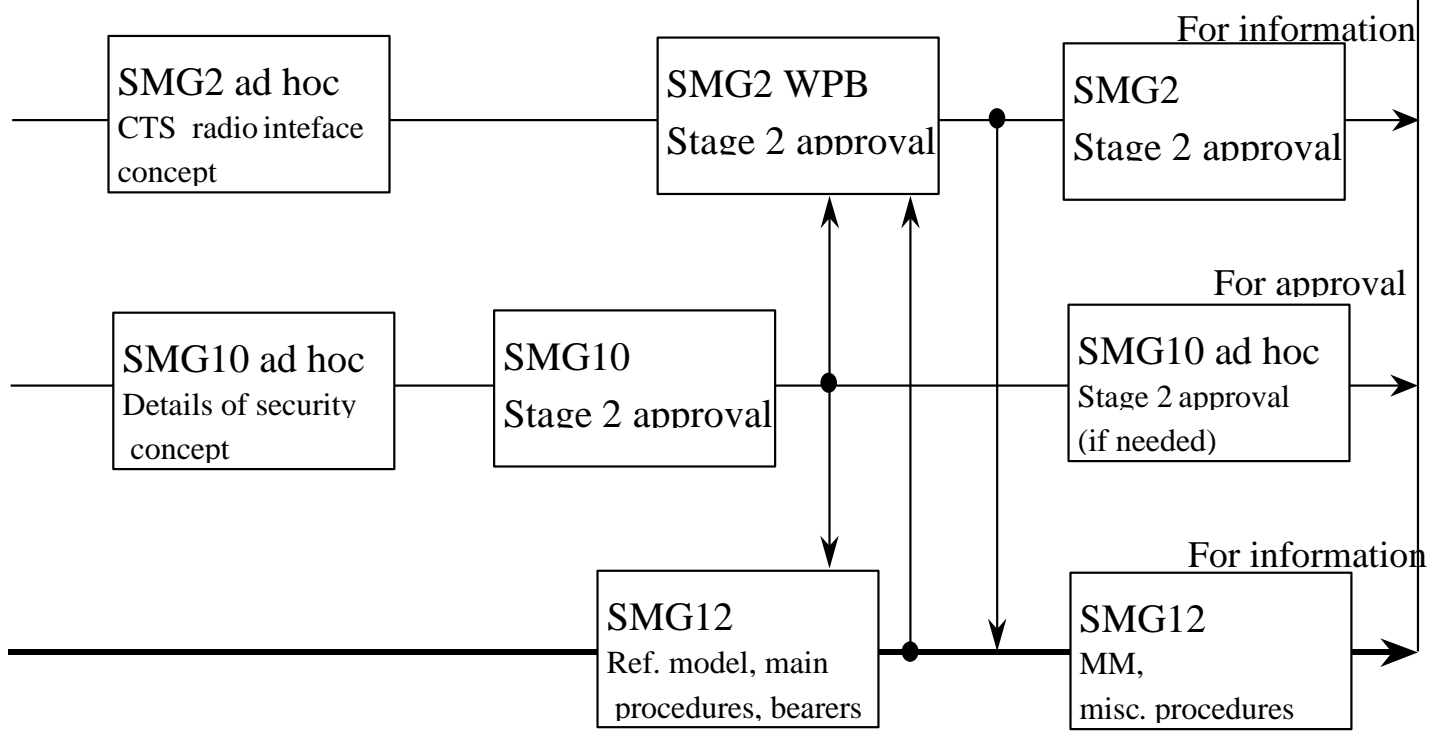 For information
SMG2 ad hoc
CTS radio inteface
concept
SMG2 WPB
Stage 2 approval
SMG2
Stage 2 approval
For approval
SMG10 ad hoc
Details of security
concept
SMG10
Stage 2 approval
SMG10 ad hoc
Stage 2 approval
(if needed)
For information
SMG12
Ref. model, main
procedures, bearers
SMG12
MM,
misc. procedures